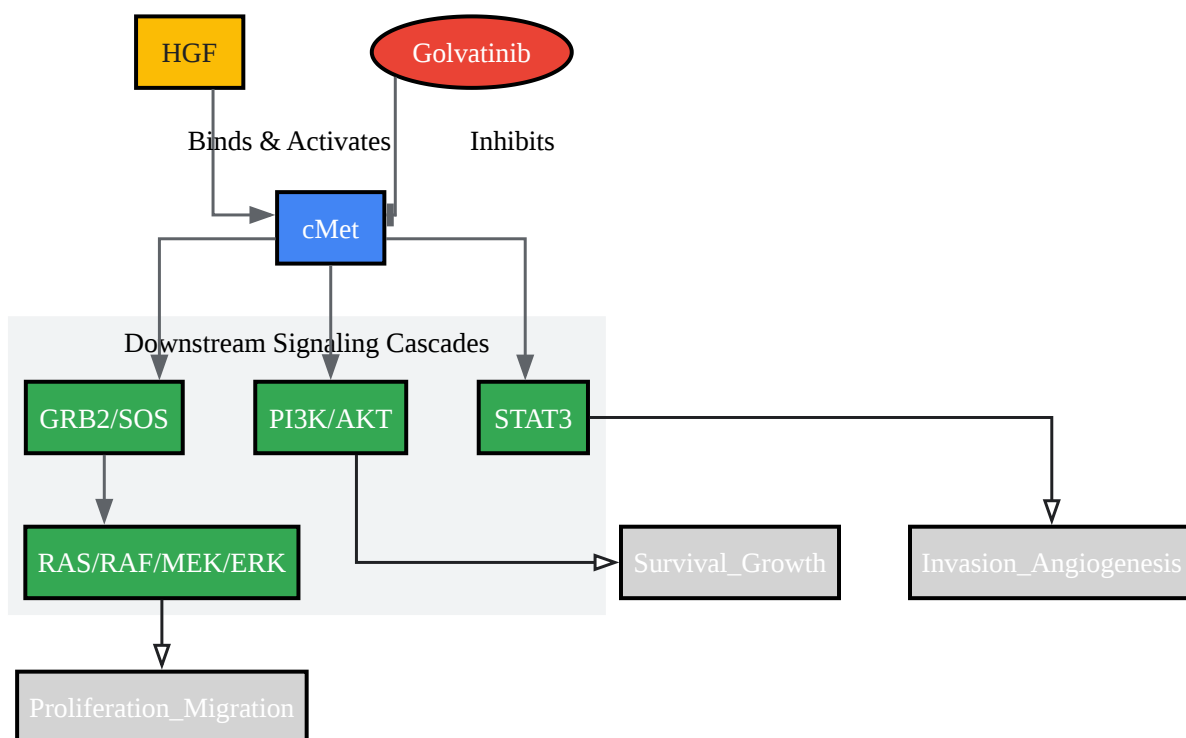 HGF
Golvatinib
Binds & Activates
Inhibits
cMet
Downstream Signaling Cascades
GRB2/SOS
PI3K/AKT
STAT3
RAS/RAF/MEK/ERK
Survival_Growth
Invasion_Angiogenesis
Proliferation_Migration